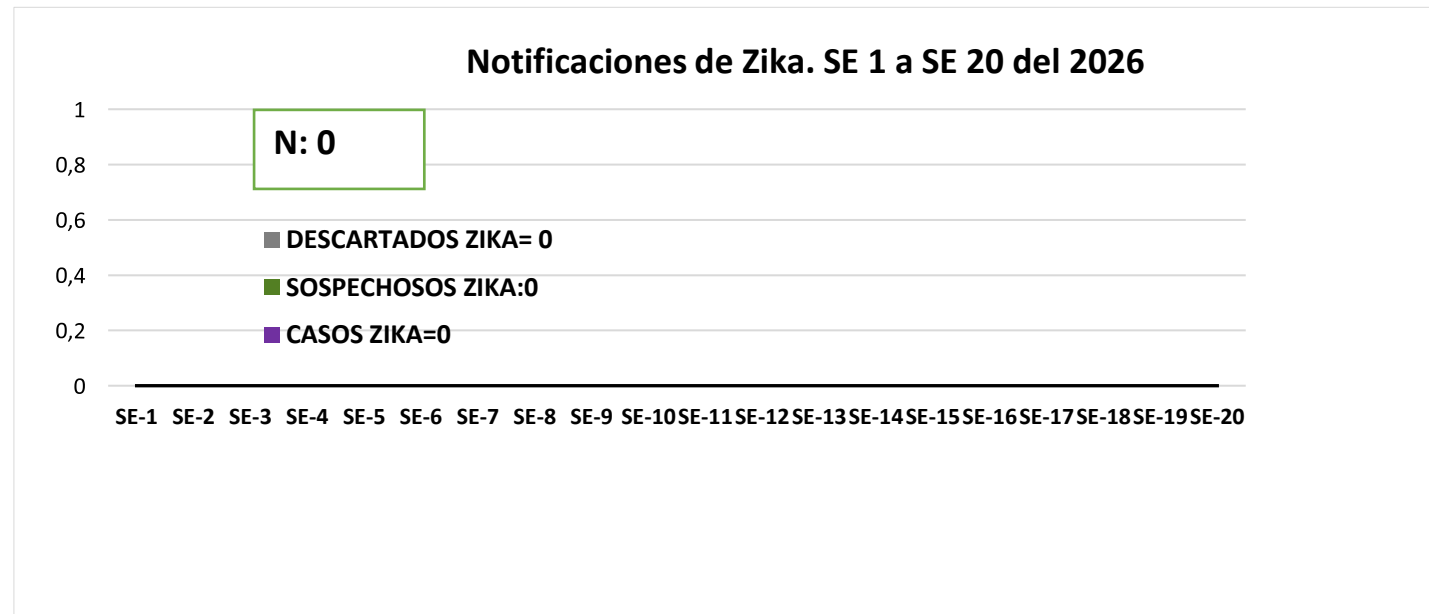 Notificaciones de Zika. SE 1 a SE 20 del 2026
1
N: 0
0,8
0,6
DESCARTADOS ZIKA= 0
0,4
SOSPECHOSOS ZIKA:0
0,2
CASOS ZIKA=0
0
SE-1 SE-2 SE-3 SE-4 SE-5 SE-6 SE-7 SE-8 SE-9 SE-10 SE-11 SE-12 SE-13 SE-14 SE-15 SE-16 SE-17 SE-18 SE-19 SE-20